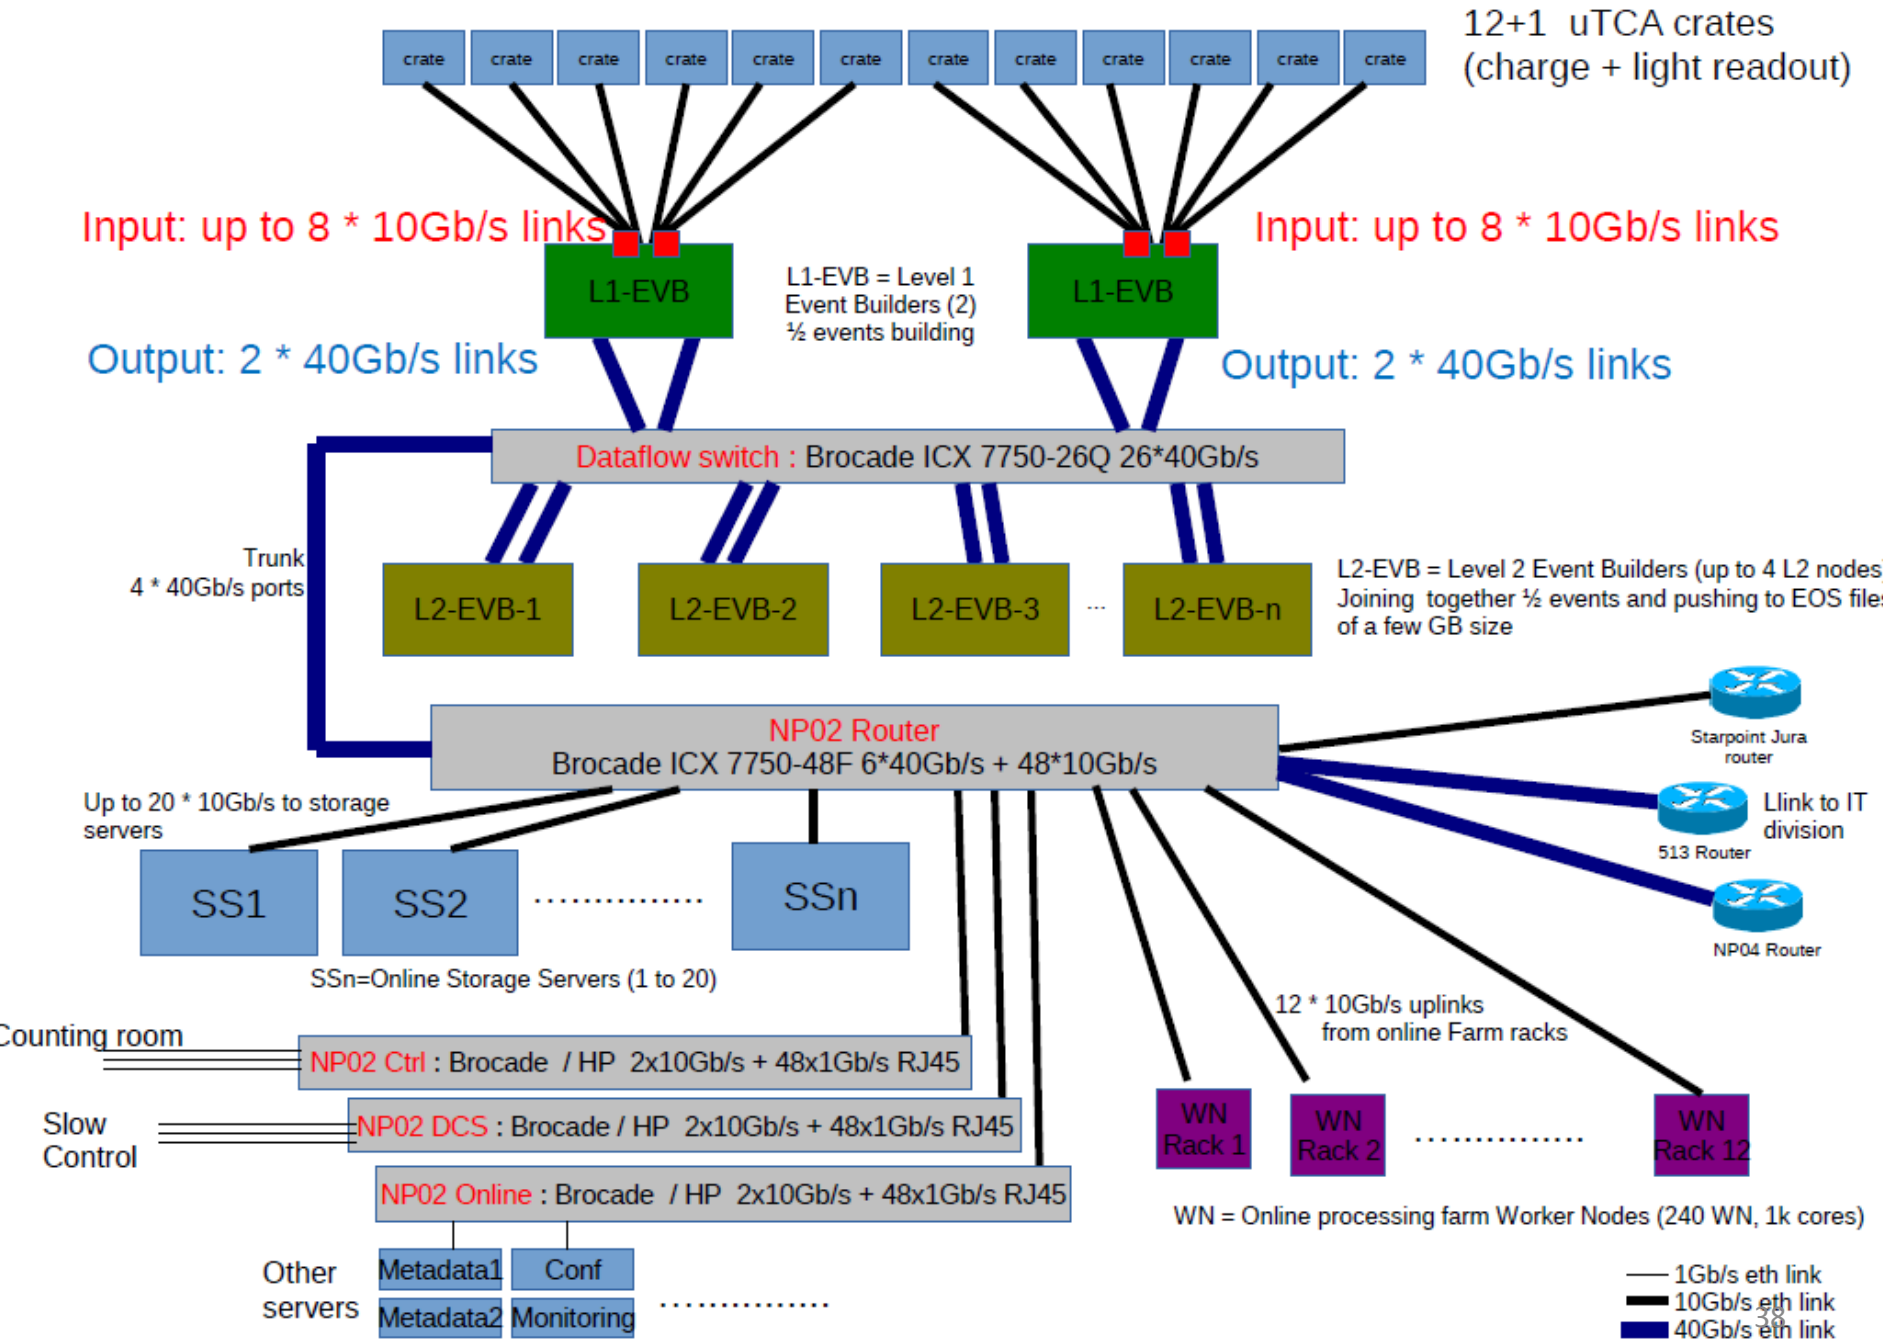 12+1 uTCA crates
(charge + light readout)
crate crate crate crate crate crate crate crate crate crate crate crate
Input: up to 8 * 10Gb/s links
Input: up to 8 * 10Gb/s links
L1-EVB
L1-EVB = Level 1
Event Builders (2)
½ events building
L1-EVB
Output: 2 * 40Gb/s links
Output: 2 * 40Gb/s links
Dataflow switch : Brocade ICX 7750-26Q 26*40Gb/s
Trunk
4 * 40Gb/s ports
L2-EVB-1
L2-EVB-2
L2-EVB-3
...
L2-EVB-n
L2-EVB = Level 2 Event Builders (up to 4 L2 nodes)
Joining together ½ events and pushing to EOS files
of a few GB size
NP02 Router
Brocade ICX 7750-48F 6*40Gb/s + 48*10Gb/s
Starpoint Jura
router
Llink to IT
division
513 Router
NP04 Router
Up to 20 * 10Gb/s to storage
servers
SS1
SS2
...............
SSn
SSn=Online Storage Servers (1 to 20)
12 * 10Gb/s uplinks
from online Farm racks
Counting room
NP02 Ctrl : Brocade / HP 2x10Gb/s + 48x1Gb/s RJ45
Slow
Control
NP02 DCS : Brocade / HP 2x10Gb/s + 48x1Gb/s RJ45
NP02 Online : Brocade / HP 2x10Gb/s + 48x1Gb/s RJ45
WN
Rack 1
WN
Rack 2
...............
WN
Rack 12
WN = Online processing farm Worker Nodes (240 WN, 1k cores)
Other
servers
Metadata1
Conf
Metadata2
Monitoring
...............
1Gb/s eth link
10Gb/s eth link
40Gb/s eth link
38